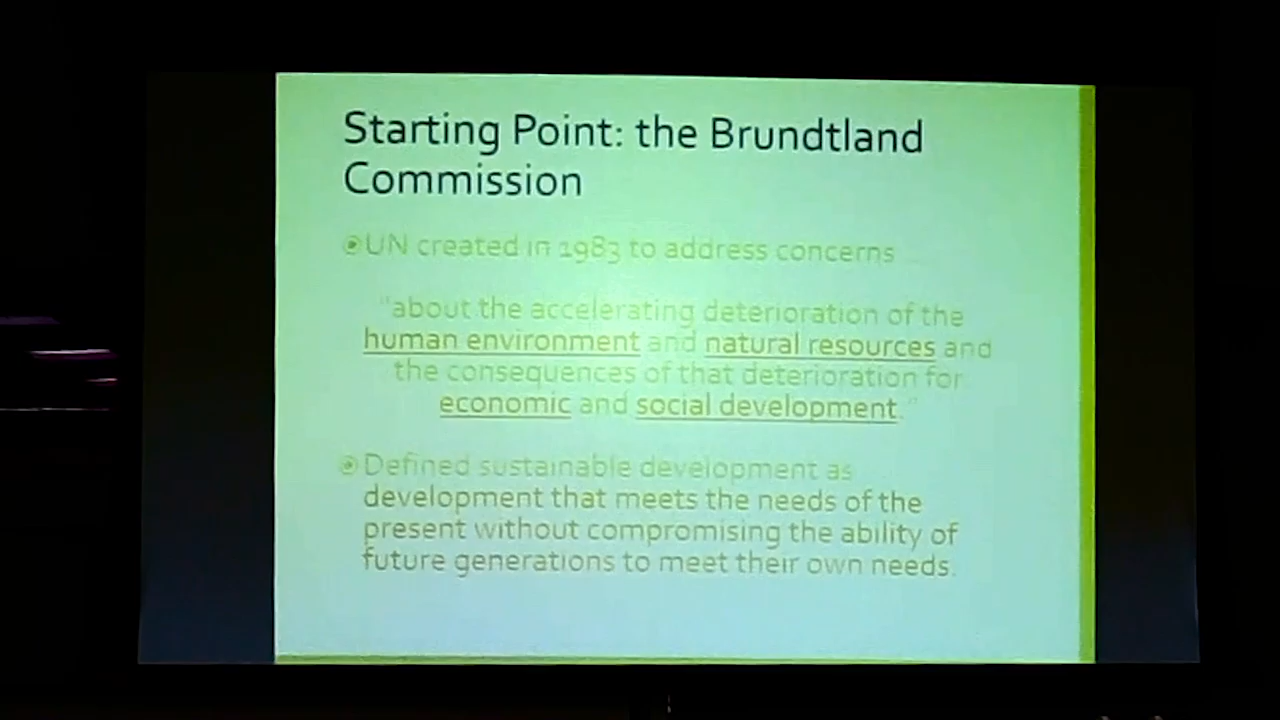 Starting Point: the Brundtland
Commission
UN created in 1983 to address concerns
"about the accelerating deterioration of the
human environment and natural resources and
the consequences of that deterioration for
economic and social development."
Defined sustainable development as
development that meets the needs of the
present without compromising the ability of
future generations to meet their own needs.